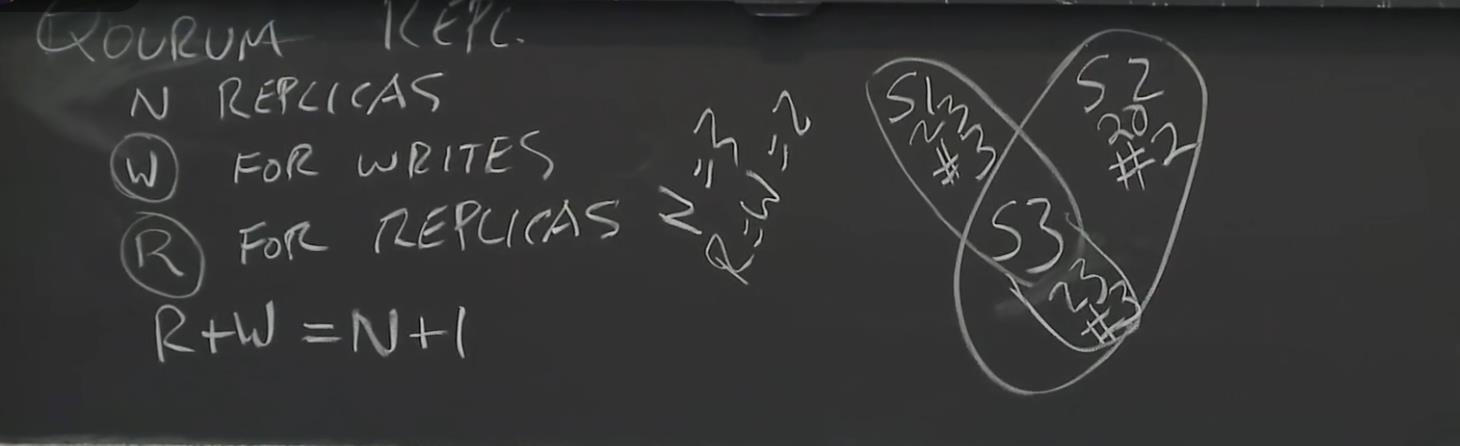 QOURUM REPL.
N REPLICAS
W FOR WRITES
R FOR REPLICAS
R+W=N+1
N=3
R=W=2
S1
23
#3
S2
20
#2
S3
23
#3